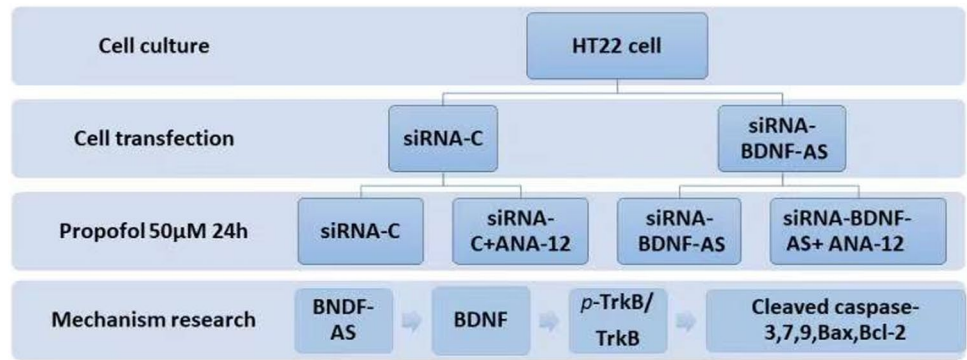 Cell culture
HT22 cell
Cell transfection
siRNA-C
siRNA-
BDNF-AS
Propofol 50μM 24h
siRNA-C
siRNA-
C+ANA-12
siRNA-
BDNF-AS
siRNA-BDNF-
AS+ ANA-12
Mechanism research
BNDF-
AS
BDNF
p-TrkB/
TrkB
Cleaved caspase-
3,7,9,Bax,Bcl-2